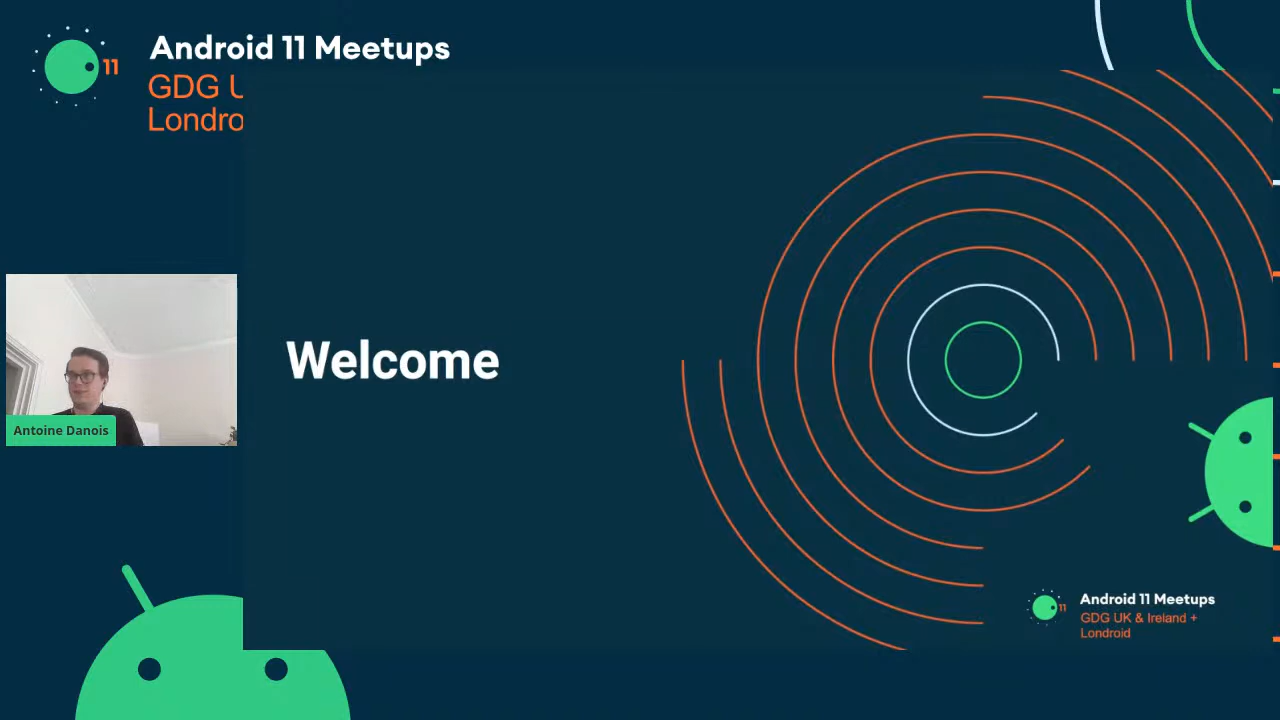 11
Android 11 Meetups
GDG U
Londro
Welcome
Antoine Danois
11
Android 11 Meetups
GDG UK & Ireland +
Londroid